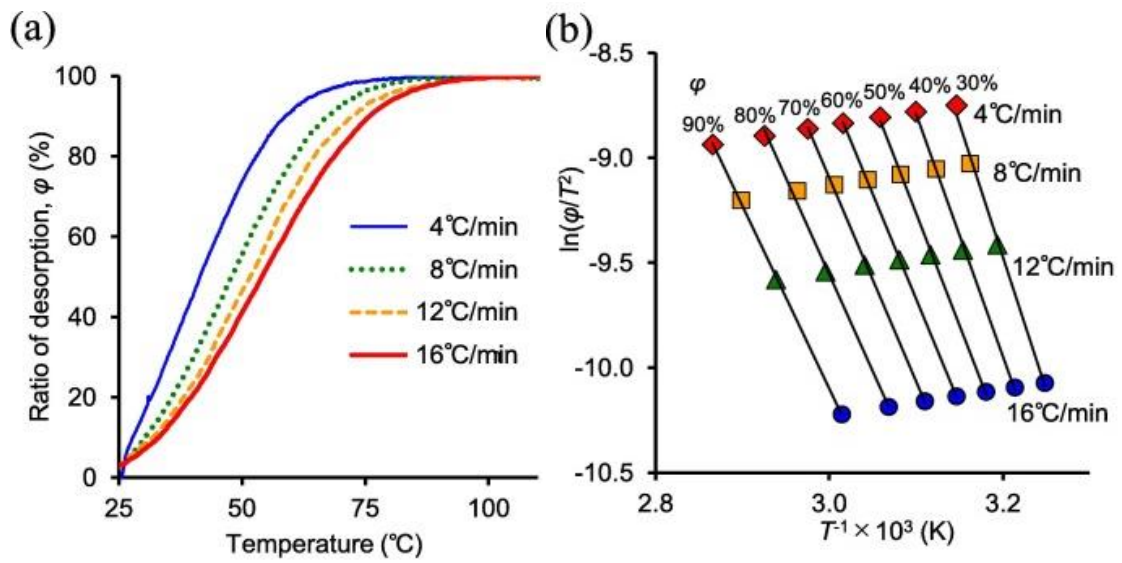 (a)
100
80
60
40
20
0
Ratio of desorption, φ (%)
4℃/min
8℃/min
12℃/min
16℃/min
25
50
75
100
Temperature (℃)
(b)
-8.5
-9.0
-9.5
-10.0
-10.5
ln(φ/T²)
φ
90%
80%
70%
60%
50%
40%
30%
4℃/min
8℃/min
12℃/min
16℃/min
2.8
3.0
3.2
T⁻¹ × 10³ (K)